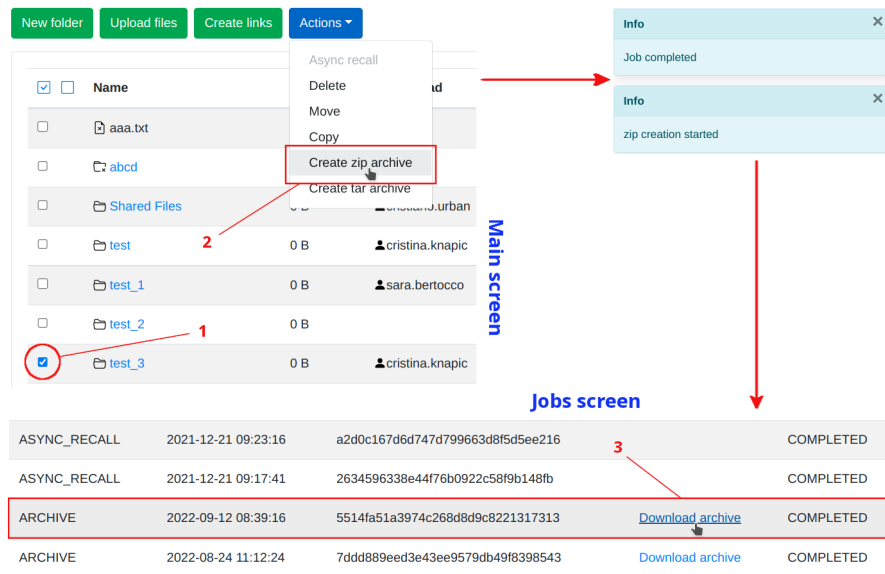 New folder Upload files Create links Actions
Async recall
Delete
Move
Copy
Create zip archive
Create tar archive
Name ad
aaa.txt
abcd
Shared Files 0 B cristiano.urban
test 0 B cristina.knapic
test_1 0 B sara.bertocco
test_2 0 B
test_3 0 B cristina.knapic
2
1
Info ×
Job completed
Info ×
zip creation started
Main screen
Jobs screen
3
ASYNC_RECALL 2021-12-21 09:23:16 a2d0c167d6d747d799663d8f5d5ee216 COMPLETED
ASYNC_RECALL 2021-12-21 09:17:41 2634596338e44f76b0922c58f9b148fb COMPLETED
ARCHIVE 2022-09-12 08:39:16 5514fa51a3974c268d8d9c8221317313 Download archive COMPLETED
ARCHIVE 2022-08-24 11:12:24 7ddd889eed3e43ee9579db49f8398543 Download archive COMPLETED